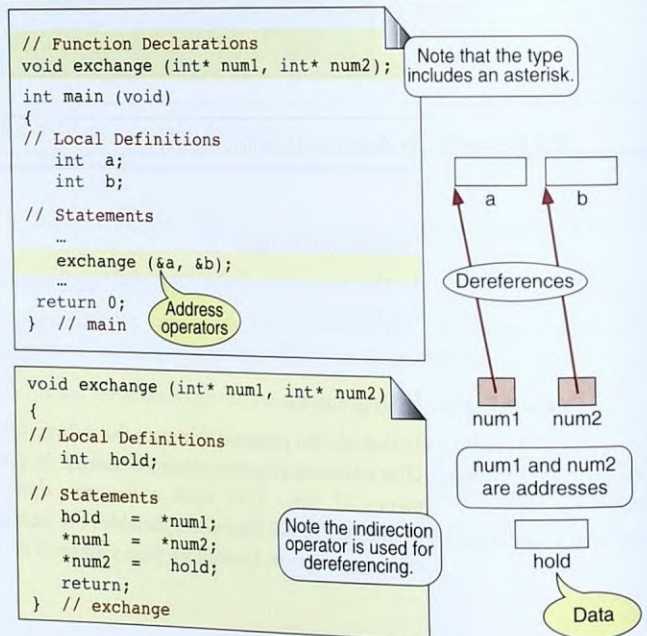 // Function Declarations
void exchange (int* num1, int* num2);
int main (void)
{
// Local Definitions
int a;
int b;
// Statements
…
exchange (&a, &b);
…
return 0;
} // main
Address
operators
Note that the type
includes an asterisk.
a
b
Dereferences
num1
num2
num1 and num2
are addresses
hold
Data
void exchange (int* num1, int* num2)
{
// Local Definitions
int hold;
// Statements
hold = *num1;
*num1 = *num2;
*num2 = hold;
return;
} // exchange
Note the indirection
operator is used for
dereferencing.